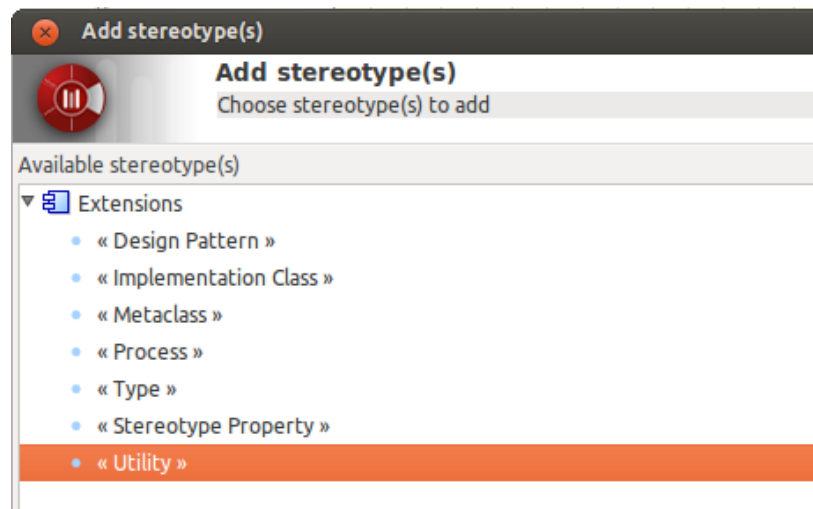 Add stereotype(s)
Add stereotype(s)
Choose stereotype(s) to add
Available stereotype(s)
Extensions
« Design Pattern »
« Implementation Class »
« Metaclass »
« Process »
« Type »
« Stereotype Property »
« Utility »